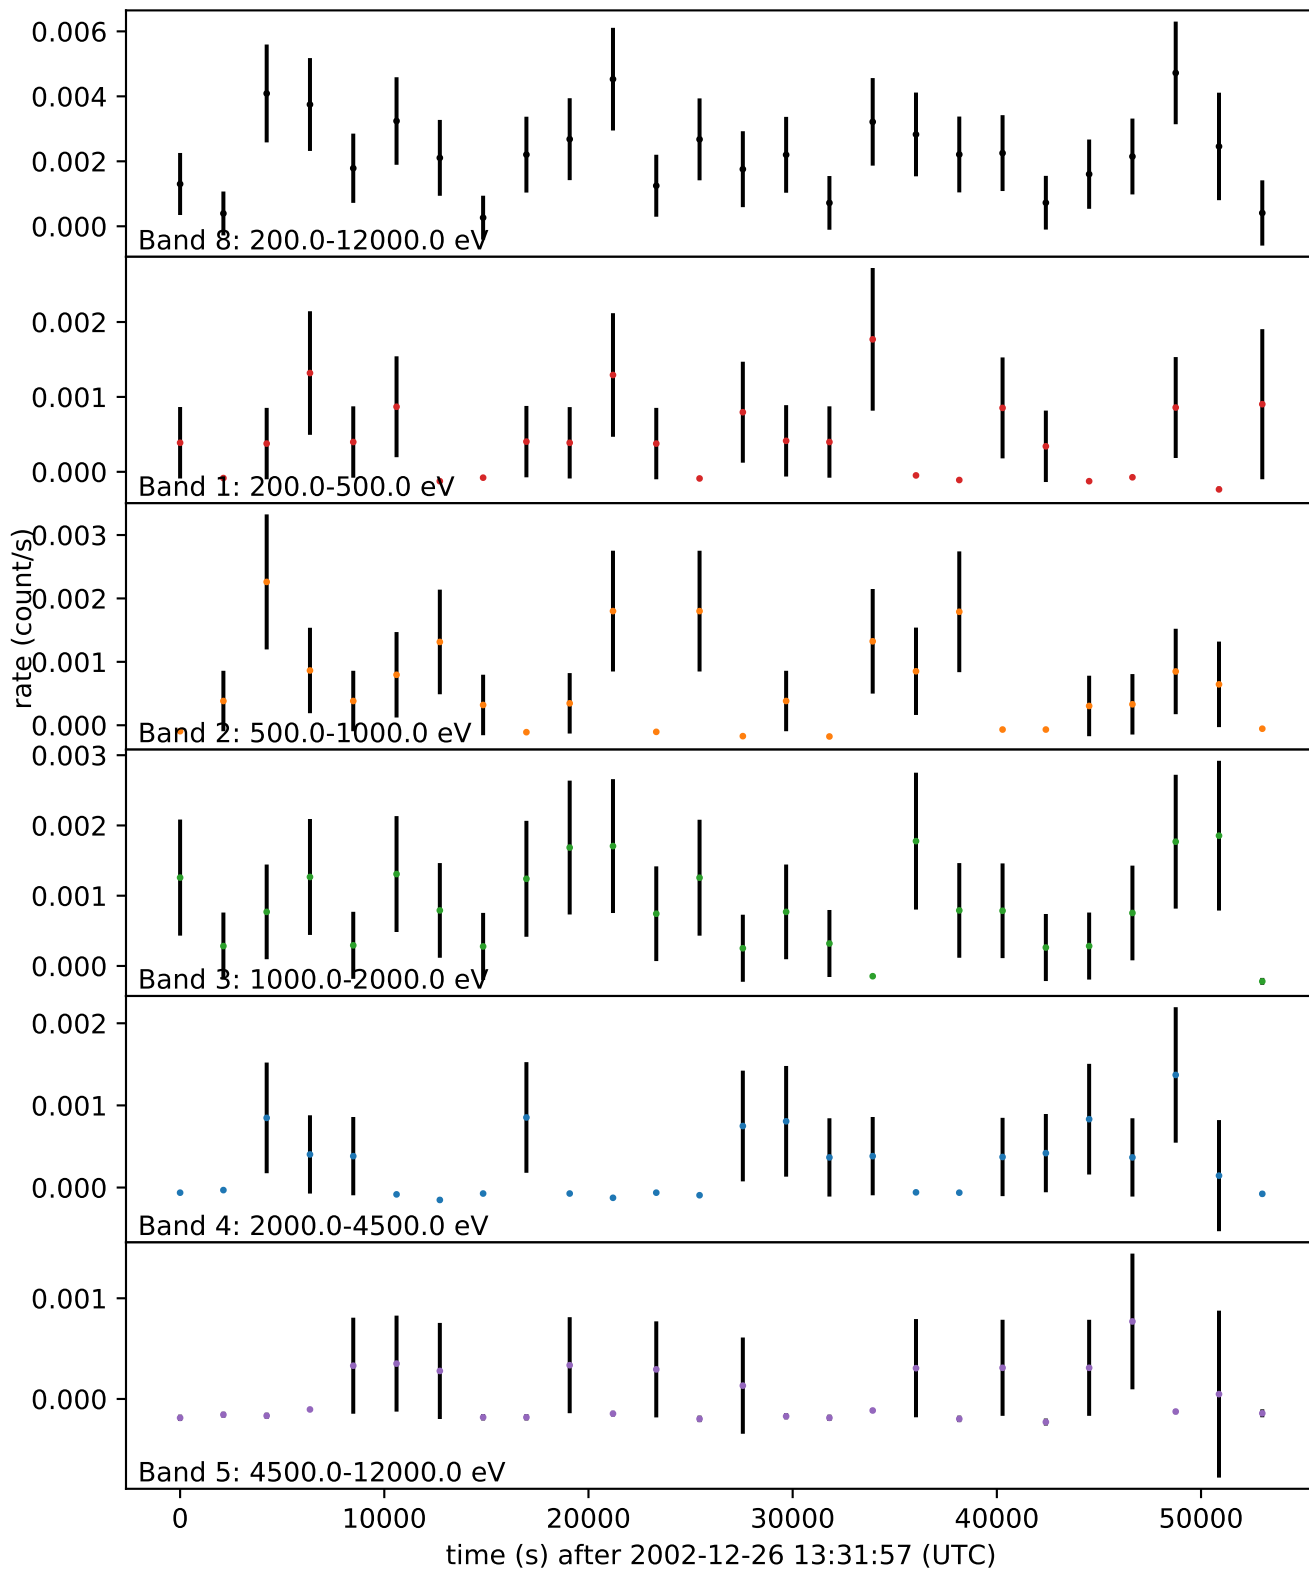 0.006
0.004
0.002
0.000
Band 8: 200.0-12000.0 eV
0.002
0.001
0.000
Band 1: 200.0-500.0 eV
rate (count/s)
0.003
0.002
0.001
0.000
Band 2: 500.0-1000.0 eV
0.003
0.002
0.001
0.000
Band 3: 1000.0-2000.0 eV
0.002
0.001
0.000
Band 4: 2000.0-4500.0 eV
0.001
0.000
Band 5: 4500.0-12000.0 eV
0 10000 20000 30000 40000 50000
time (s) after 2002-12-26 13:31:57 (UTC)